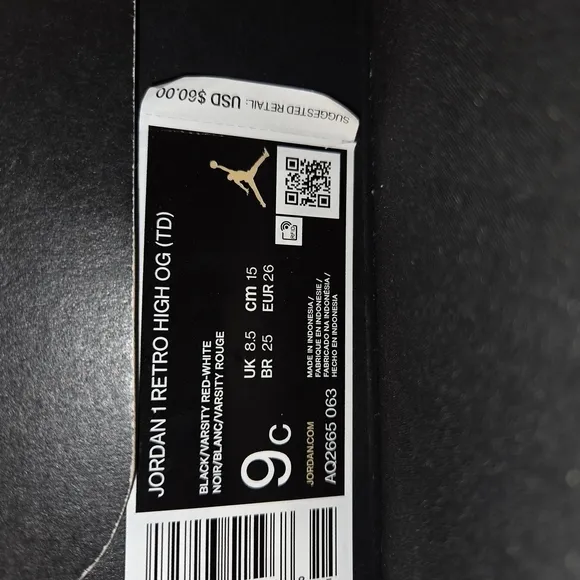 SUGGESTED RETAIL: USD $60.00
JORDAN 1 RETRO HIGH OG (TD)
BLACK/VARSITY RED-WHITE
NOIR/BLANC/VARSITY ROUGE
UK 8.5 cm 15
BR 25 EUR 26
9C
MADE IN INDONESIA /
FABRIQUE EN INDONESIE /
FABRICADO NA INDONÉSIA /
HECHO EN INDONESIA
JORDAN.COM
AQ2665 063